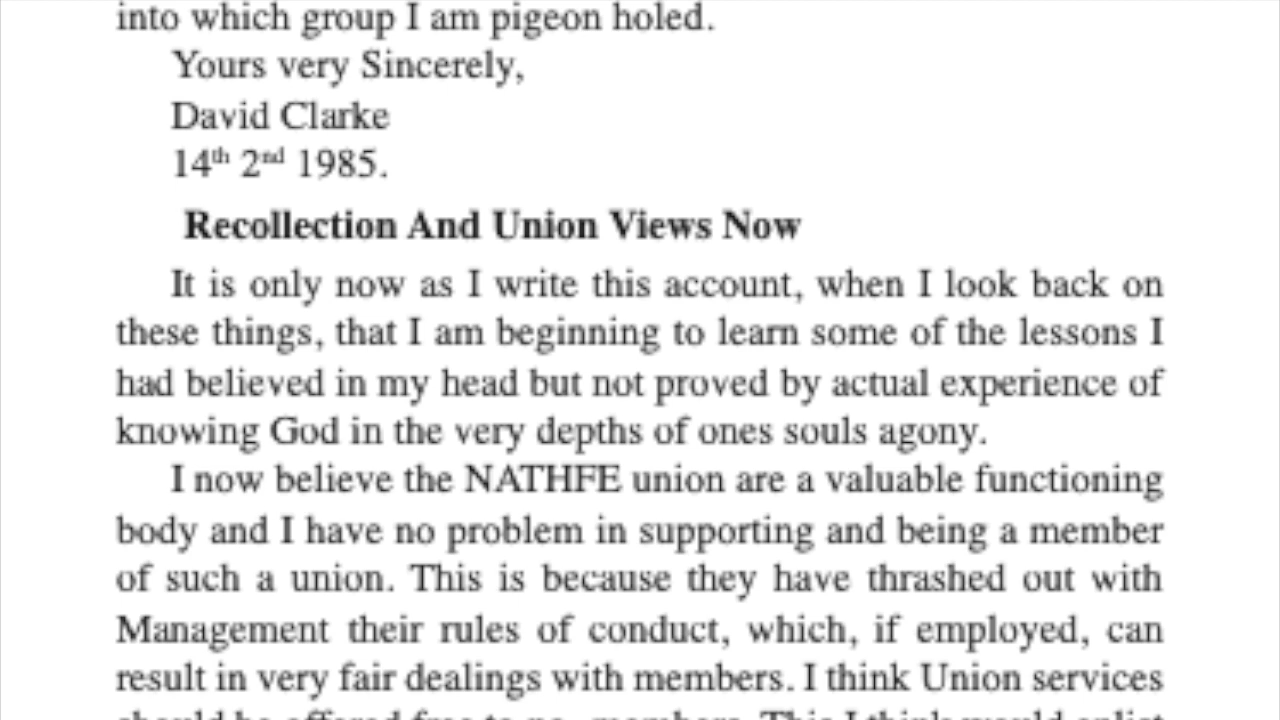 into which group I am pigeon holed.
Yours very Sincerely,
David Clarke
14th 2nd 1985.
Recollection And Union Views Now
It is only now as I write this account, when I look back on
these things, that I am beginning to learn some of the lessons I
had believed in my head but not proved by actual experience of
knowing God in the very depths of ones souls agony.
I now believe the NATHFE union are a valuable functioning
body and I have no problem in supporting and being a member
of such a union. This is because they have thrashed out with
Management their rules of conduct, which, if employed, can
result in very fair dealings with members. I think Union services